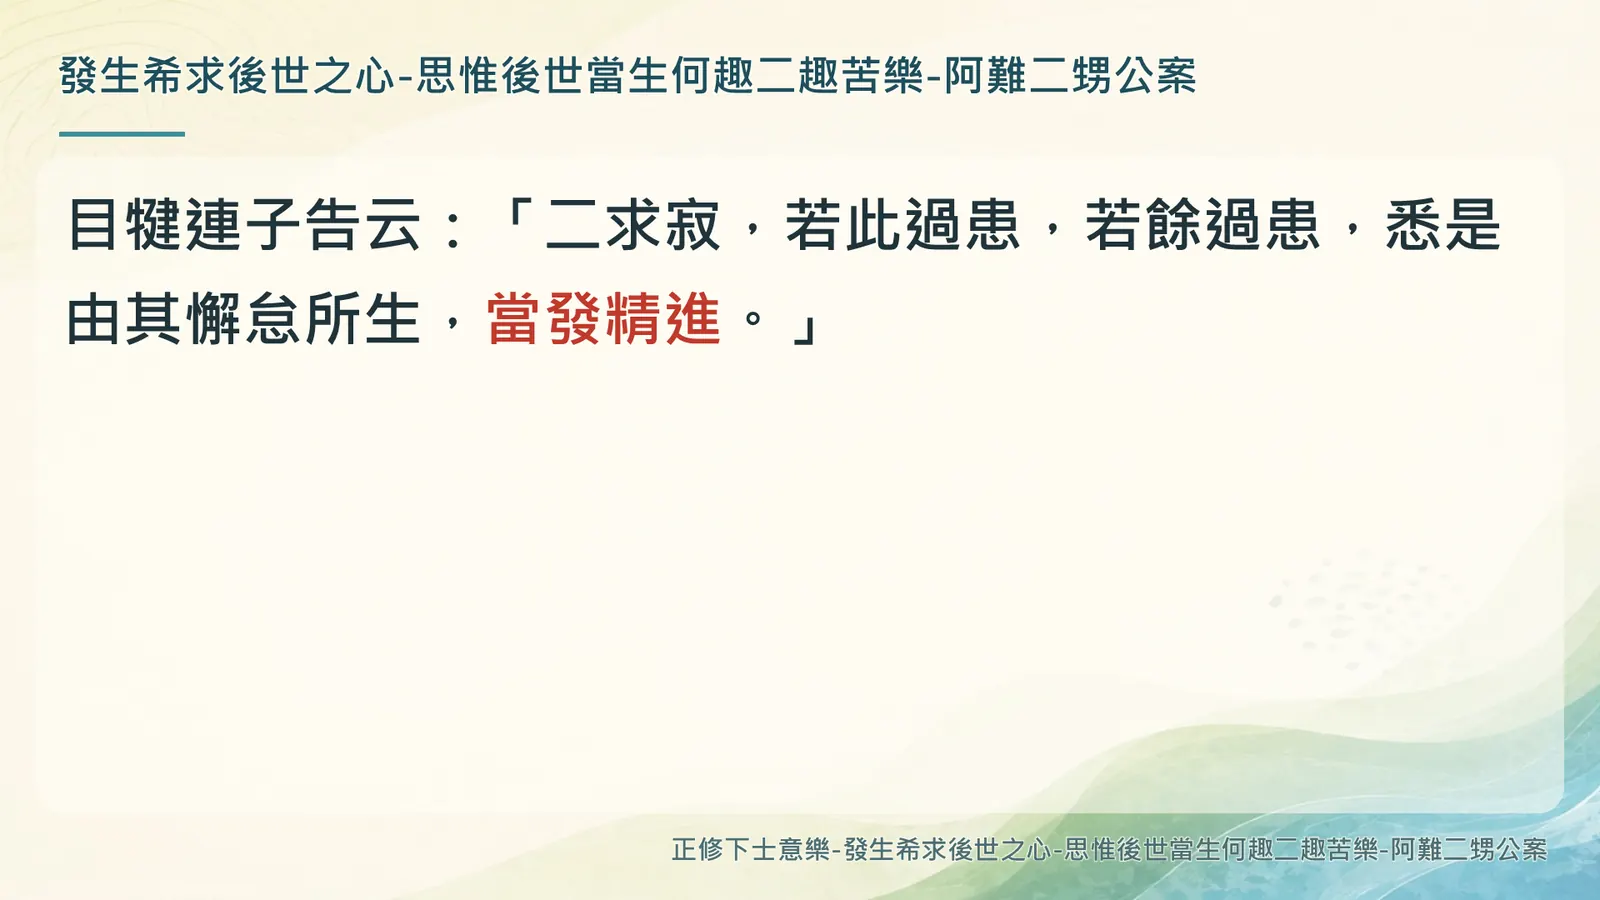 發生希求後世之心-思惟後世當生何趣二趣苦樂-阿難二甥公案
目犍連子告云：「二求寂，若此過患，若餘過患，悉是
由其懈怠所生，當發精進。」
正修下士意樂-發生希求後世之心-思惟後世當生何趣二趣苦樂-阿難二甥公案